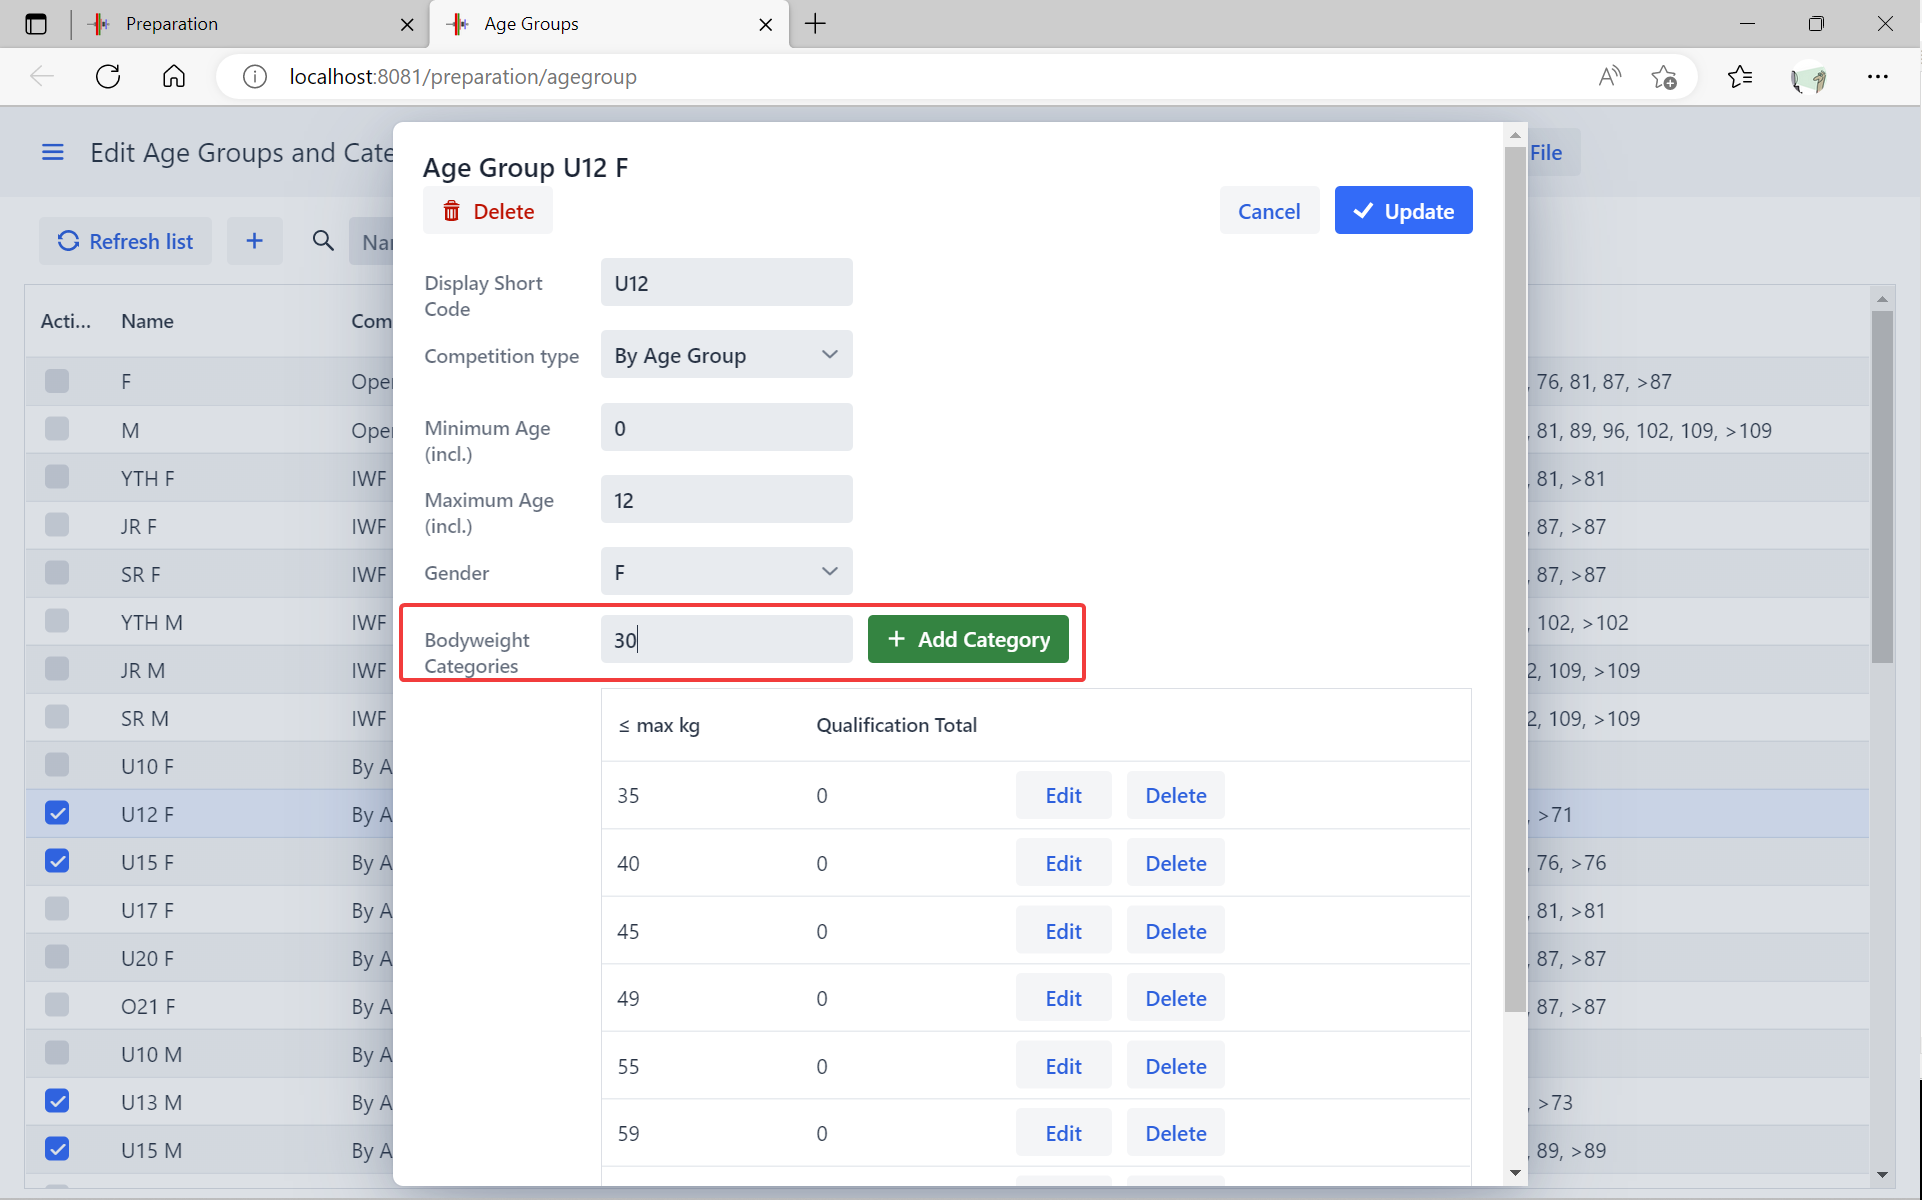 Preparation
Age Groups
localhost:8081/preparation/agegroup
Edit Age Groups and Cate
File
Age Group U12 F
Delete
Cancel
Update
Refresh list
+
Nar
Display Short Code
U12
Competition type
By Age Group
Minimum Age (incl.)
0
Maximum Age (incl.)
12
Gender
F
Bodyweight Categories
30
+ Add Category
≤ max kg Qualification Total
35 0 Edit Delete
40 0 Edit Delete
45 0 Edit Delete
49 0 Edit Delete
55 0 Edit Delete
59 0 Edit Delete
Acti... Name Com
F Ope , 76, 81, 87, >87
M Ope , 81, 89, 96, 102, 109, >109
YTH F IWF , 81, >81
JR F IWF , 87, >87
SR F IWF , 87, >87
YTH M IWF , 102, >102
JR M IWF 2, 109, >109
SR M IWF 2, 109, >109
U10 F By A
U12 F By A , >71
U15 F By A , 76, >76
U17 F By A , 81, >81
U20 F By A , 87, >87
O21 F By A , 87, >87
U10 M By A
U13 M By A , >73
U15 M By A , 89, >89